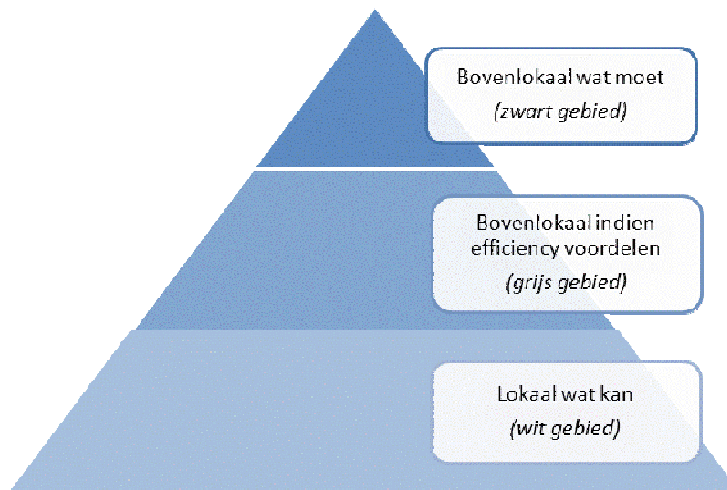 Bovenlokaal wat moet
(zwart gebied)
Bovenlokaal indien
efficiency voordelen
(grijs gebied)
Lokaal wat kan
(wit gebied)